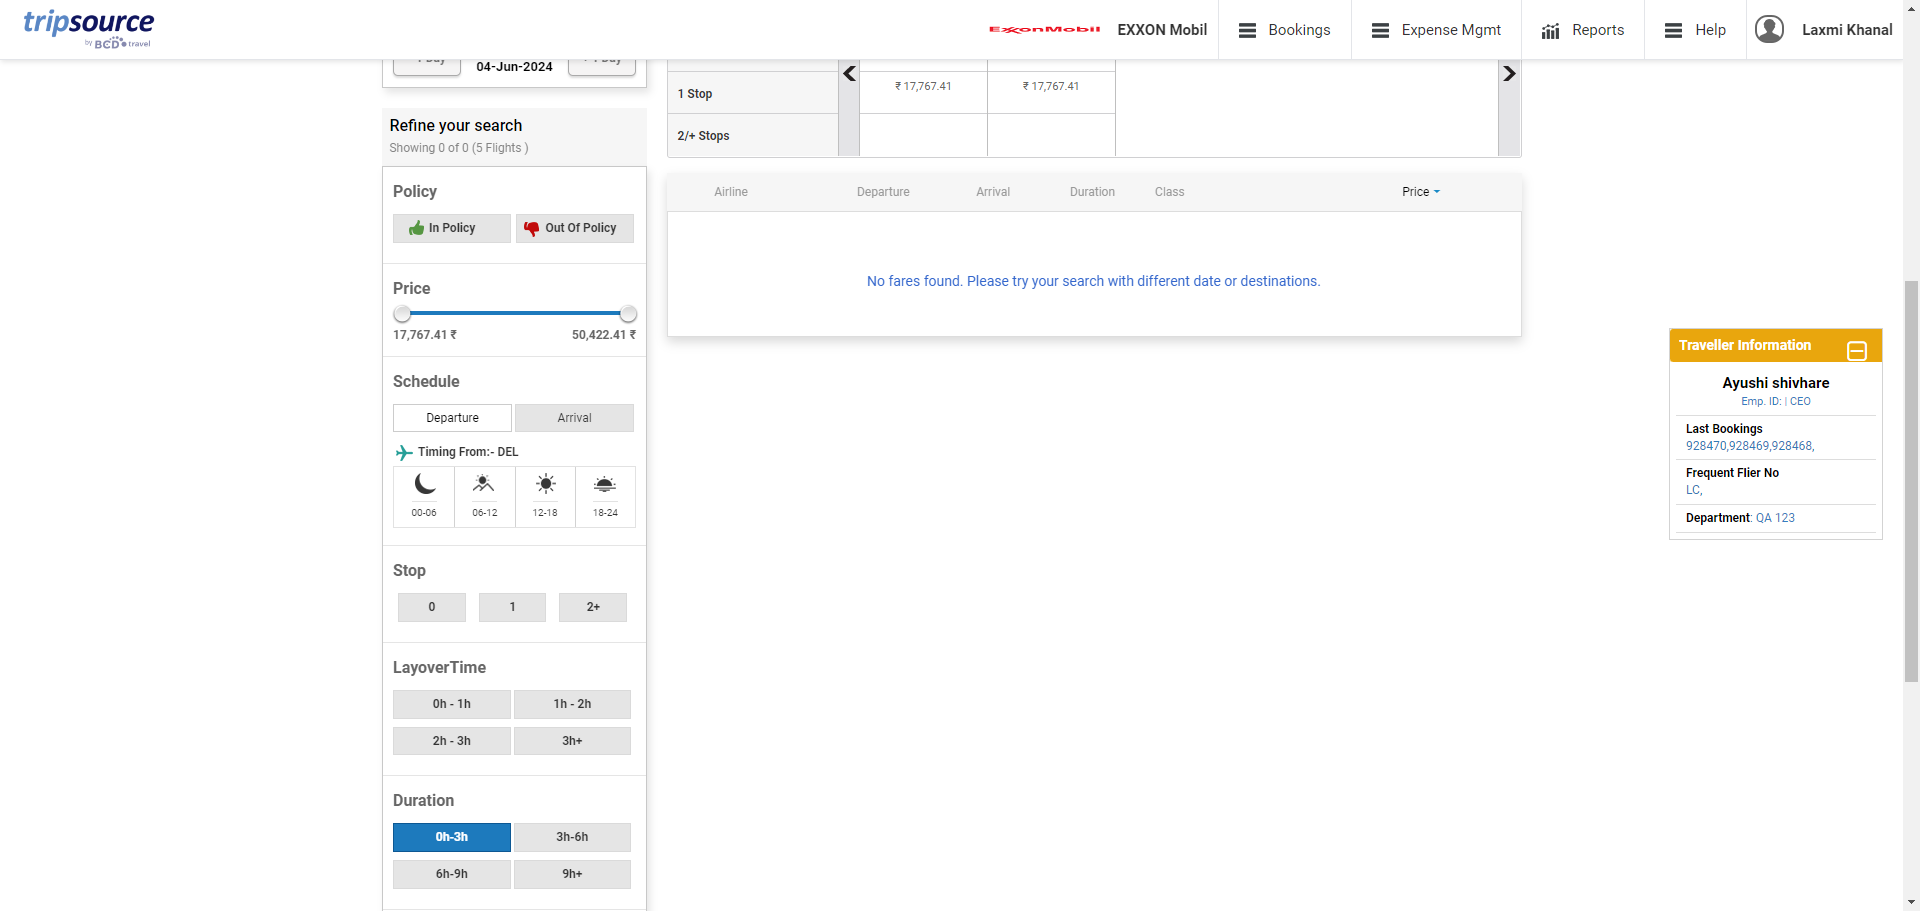 tripsource
by BCD travel
ExxonMobil
EXXON Mobil
Bookings
Expense Mgmt
Reports
Help
Laxmi Khanal
04-Jun-2024
Refine your search
Showing 0 of 0 (5 Flights )
Policy
In Policy
Out Of Policy
Price
17,767.41 ₹
50,422.41 ₹
Schedule
Departure
Arrival
Timing From:- DEL
00-06
06-12
12-18
18-24
Stop
0
1
2+
LayoverTime
0h - 1h
1h - 2h
2h - 3h
3h+
Duration
0h-3h
3h-6h
6h-9h
9h+
1 Stop
₹ 17,767.41
₹ 17,767.41
2/+ Stops
Airline
Departure
Arrival
Duration
Class
Price
No fares found. Please try your search with different date or destinations.
Traveller Information
Ayushi shivhare
Emp. ID: | CEO
Last Bookings
928470,928469,928468,
Frequent Flier No
LC,
Department: QA 123